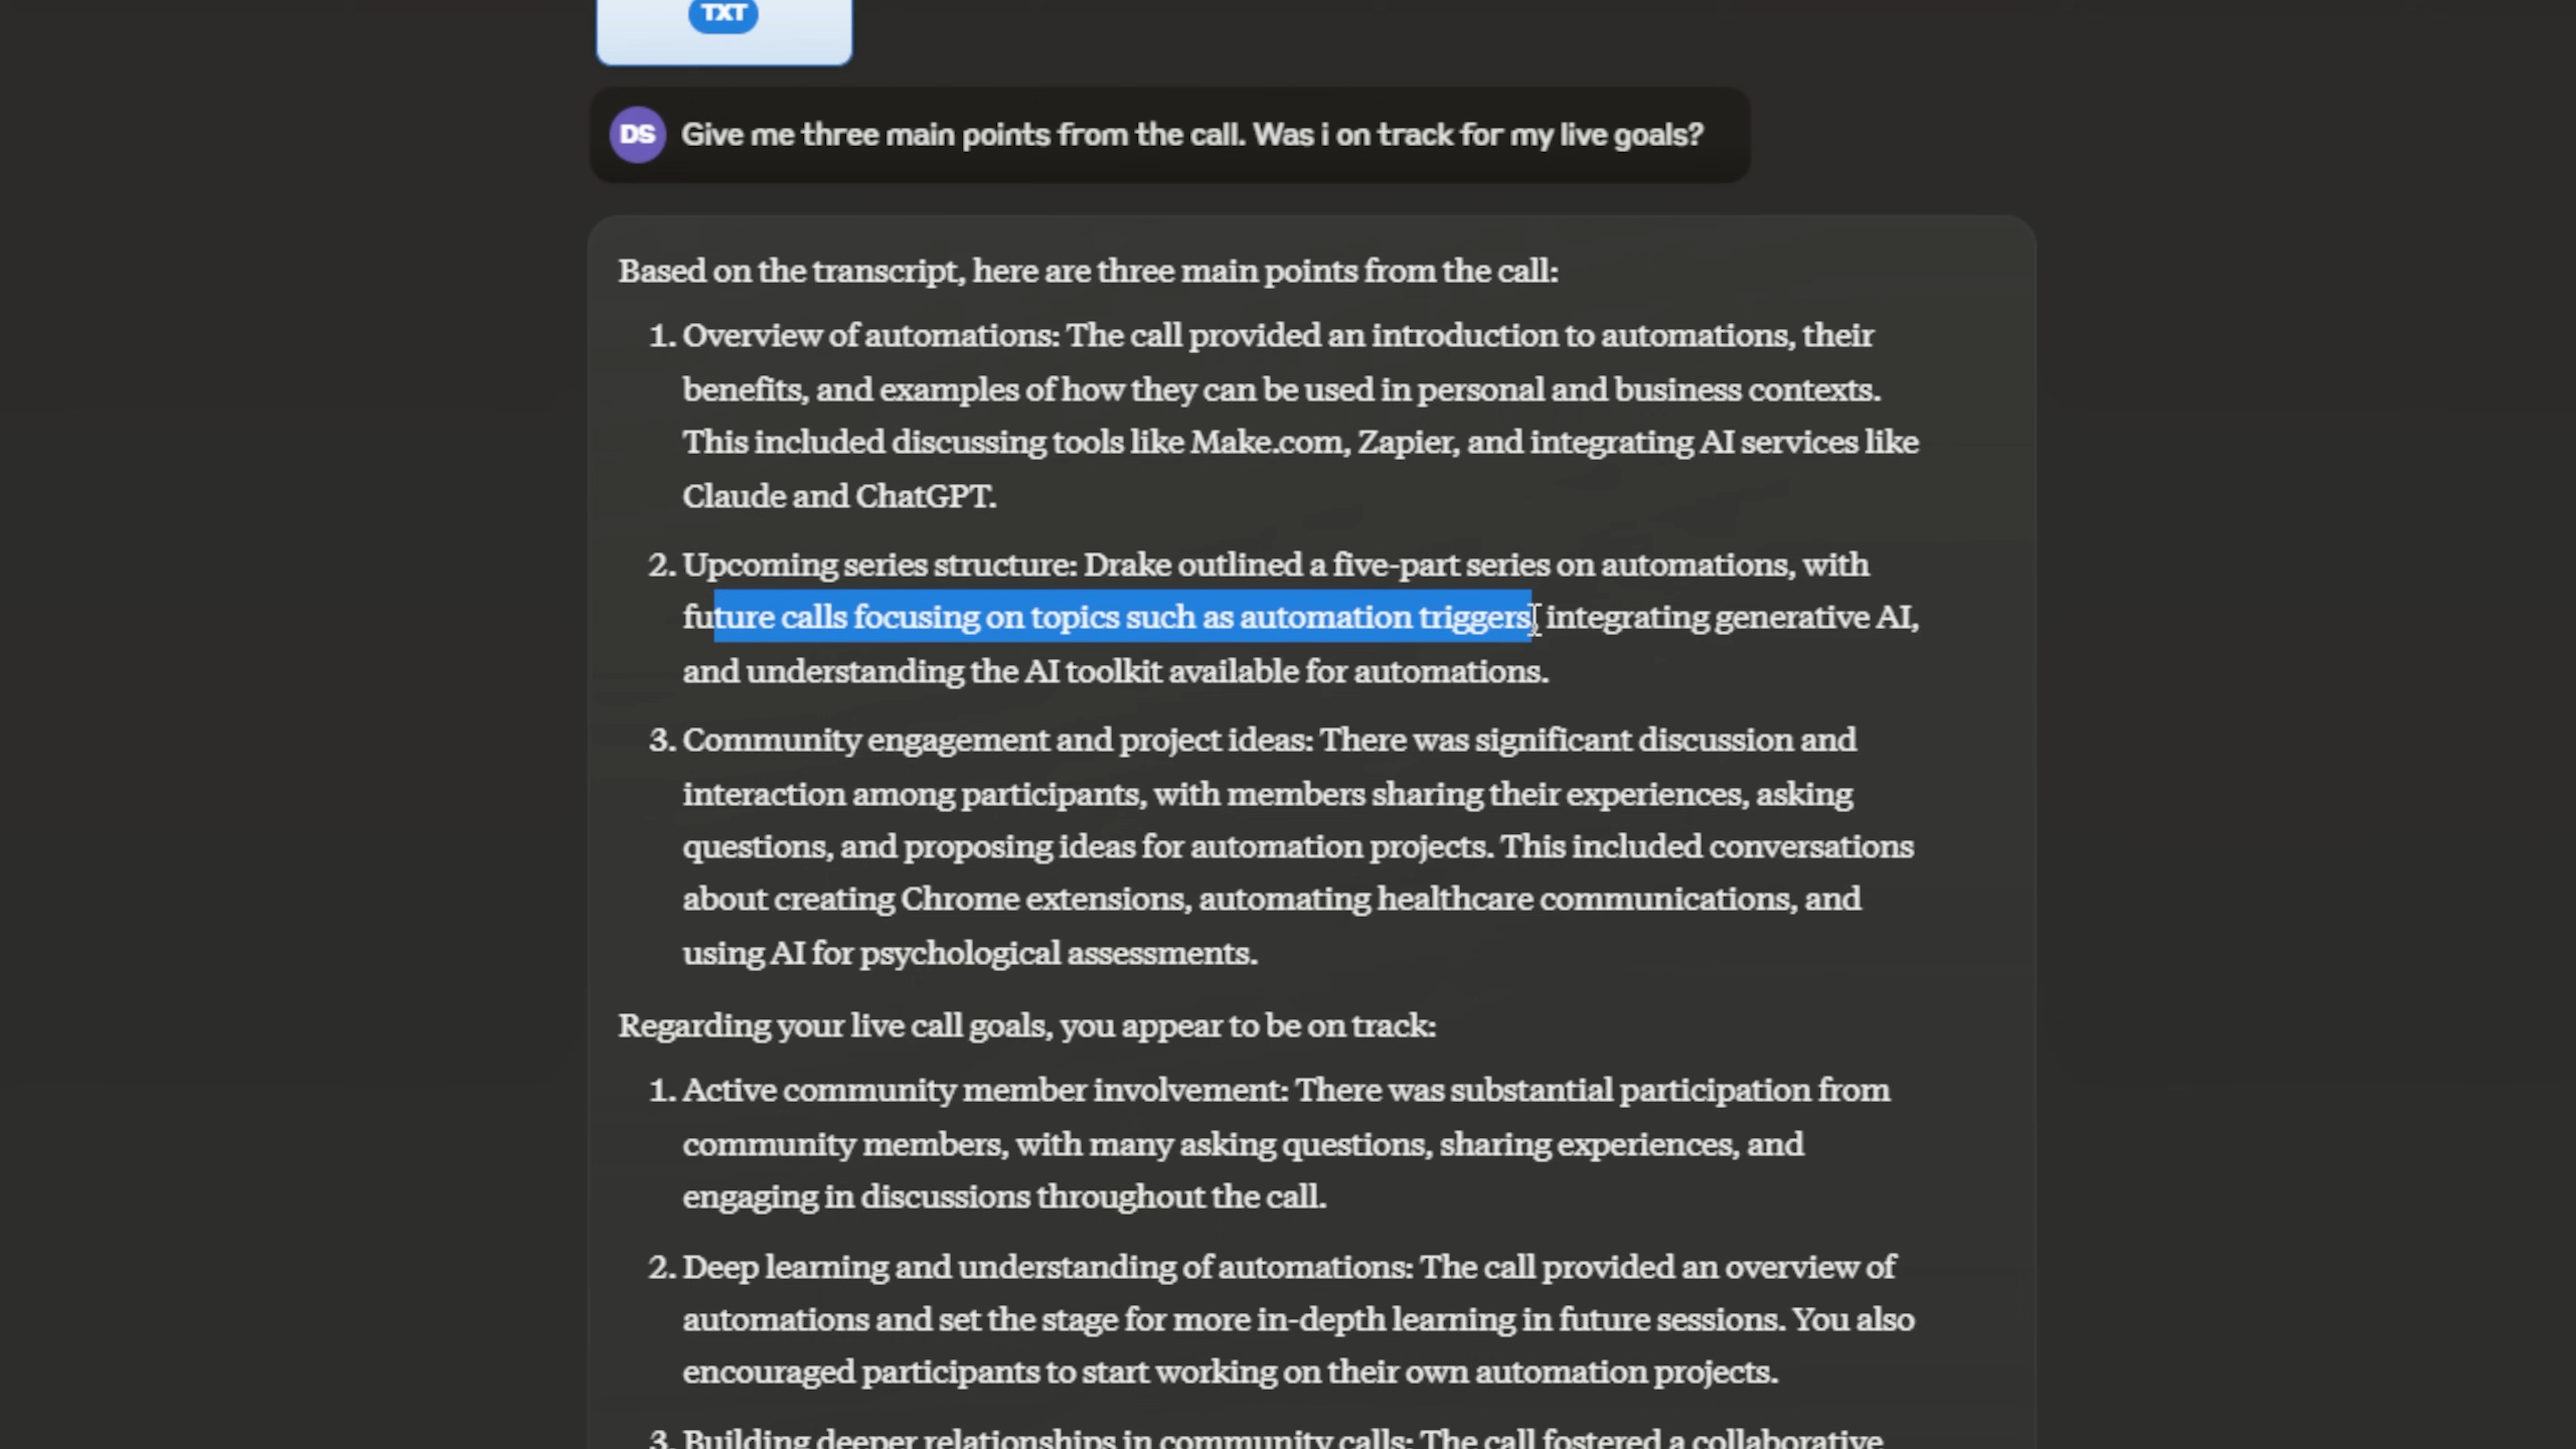 TXT
DS Give me three main points from the call. Was i on track for my live goals?
Based on the transcript, here are three main points from the call:
1. Overview of automations: The call provided an introduction to automations, their
benefits, and examples of how they can be used in personal and business contexts.
This included discussing tools like Make.com, Zapier, and integrating AI services like
Claude and ChatGPT.
2. Upcoming series structure: Drake outlined a five-part series on automations, with
future calls focusing on topics such as automation triggers, integrating generative AI,
and understanding the AI toolkit available for automations.
3. Community engagement and project ideas: There was significant discussion and
interaction among participants, with members sharing their experiences, asking
questions, and proposing ideas for automation projects. This included conversations
about creating Chrome extensions, automating healthcare communications, and
using AI for psychological assessments.
Regarding your live call goals, you appear to be on track:
1. Active community member involvement: There was substantial participation from
community members, with many asking questions, sharing experiences, and
engaging in discussions throughout the call.
2. Deep learning and understanding of automations: The call provided an overview of
automations and set the stage for more in-depth learning in future sessions. You also
encouraged participants to start working on their own automation projects.
3. Building deeper relationships in community calls: The call fostered a collaborative